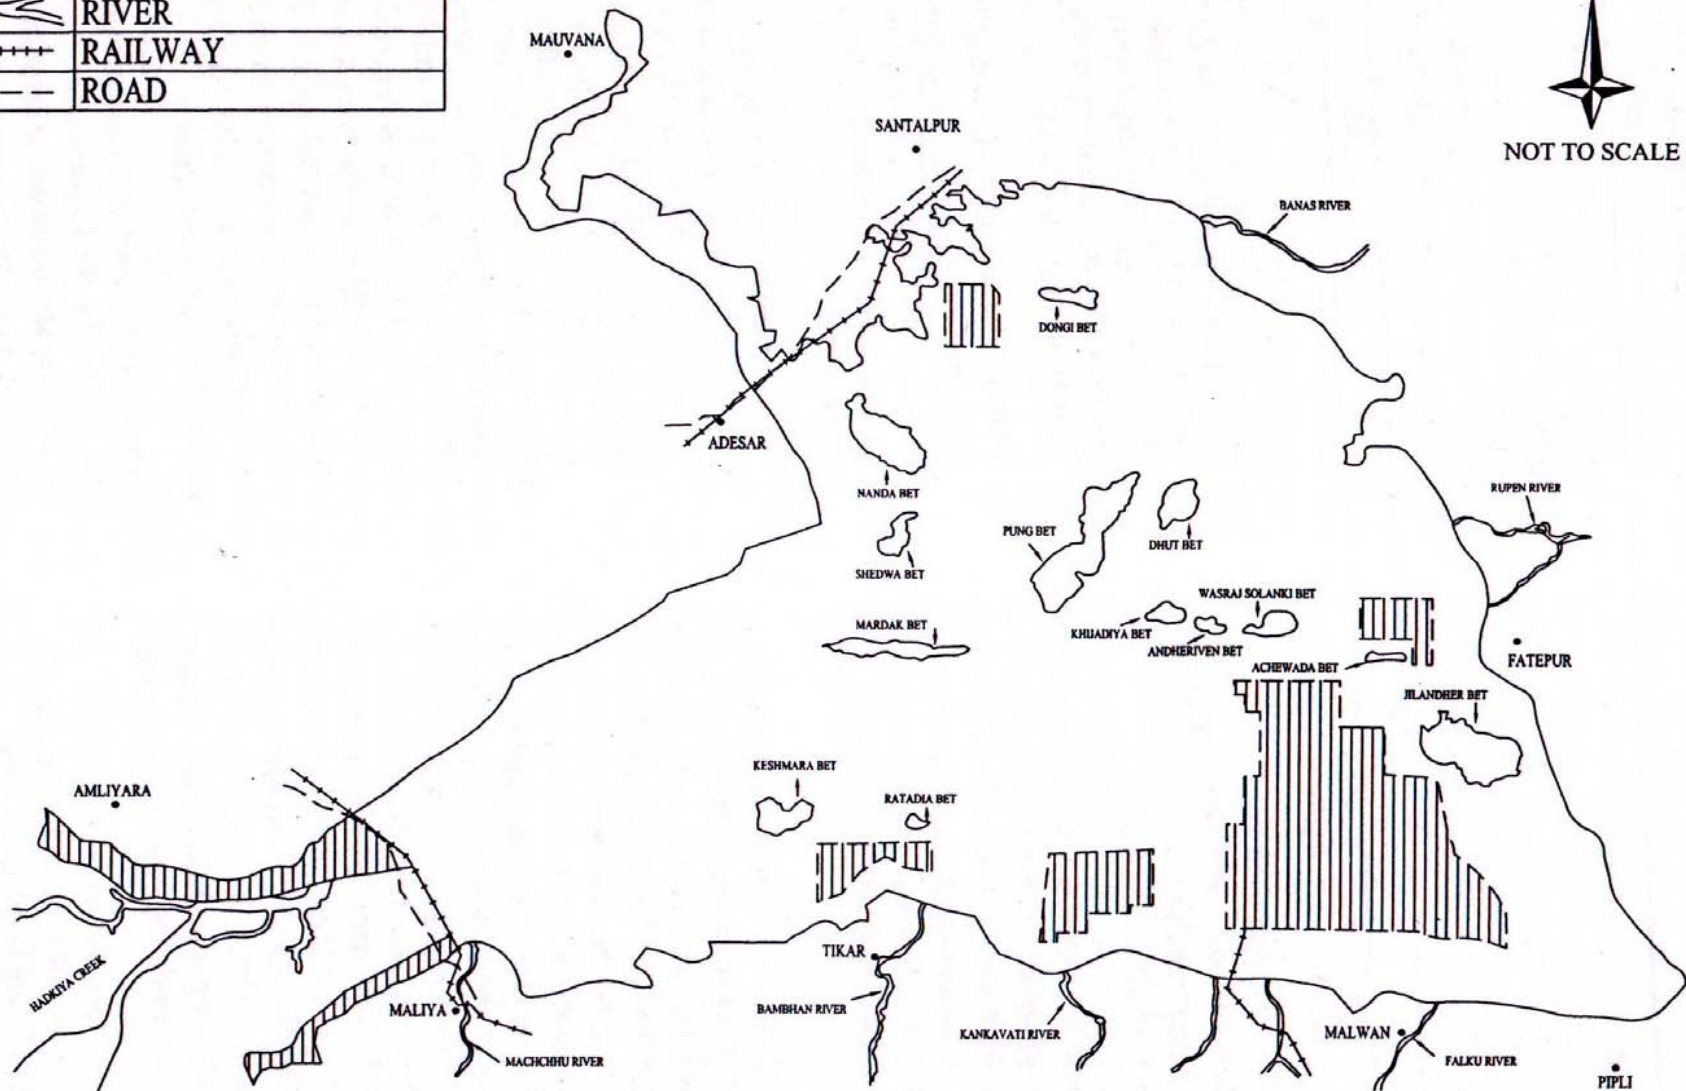 RIVER
RAILWAY
ROAD
NOT TO SCALE
MAUVANA
SANTALPUR
BANAS RIVER
DONGI BET
ADESAR
NANDA BET
RUPEN RIVER
PUNG BET
DHUT BET
SHEDWA BET
WASRAJ SOLANKI BET
MARDAK BET
KHIJADIYA BET
ANDHERIVEN BET
FATEPUR
ACHEWADA BET
JILANDHER BET
KESHMARA BET
AMLIYARA
RATADIA BET
TIKAR
HADKIYA CREEK
MALIYA
BAMBHAN RIVER
KANKAVATI RIVER
MALWAN
MACHCHHU RIVER
FALKU RIVER
PIPLI